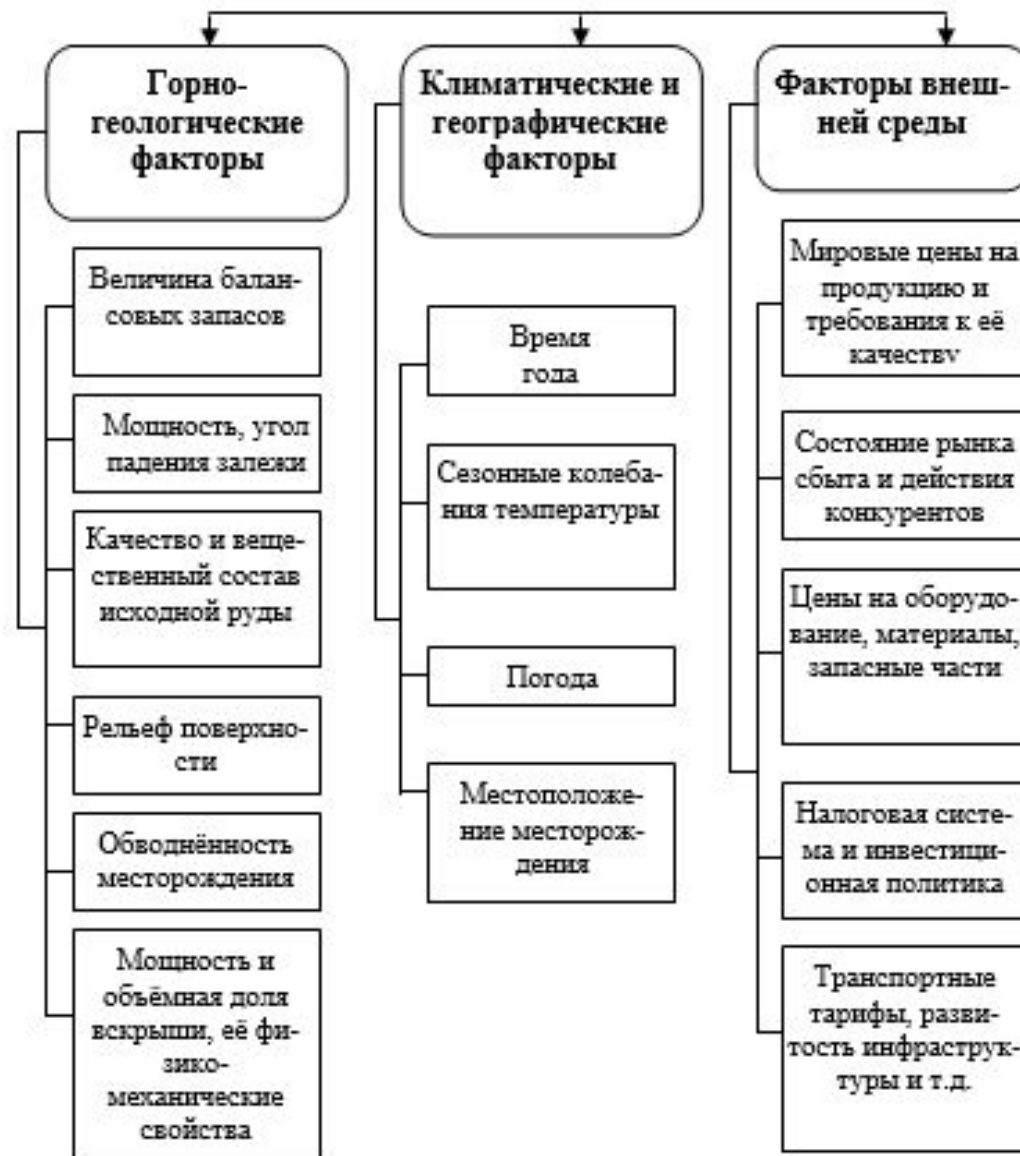 Горно-
геологические
факторы
Величина балан-
совых запасов
Мощность, угол
падения залежи
Качество и веще-
ственный состав
исходной руды
Рельеф поверхно-
сти
Обводнённость
месторождения
Мощность и
объёмная доля
вскрыши, её фи-
зико-
механические
свойства
Климатические и
географические
факторы
Время
года
Сезонные колеба-
ния температуры
Погода
Местоположе-
ние месторож-
дения
Факторы внеш-
ней среды
Мировые цены на
продукцию и
требования к её
качеству
Состояние рынка
сбыта и действия
конкурентов
Цены на оборудо-
вание, материалы,
запасные части
Налоговая систе-
ма и инвестици-
онная политика
Транспортные
тарифы, разви-
тость инфраструк-
туры и т.д.